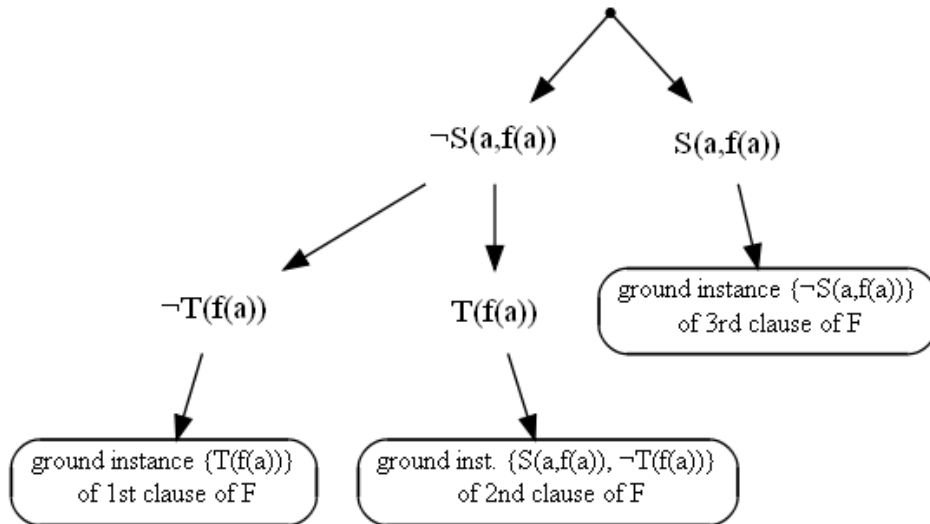 ¬S(a,f(a))
S(a,f(a))
¬T(f(a))
T(f(a))
ground instance {¬S(a,f(a))}
of 3rd clause of F
ground instance {T(f(a))}
of 1st clause of F
ground inst. {S(a,f(a)), ¬T(f(a))}
of 2nd clause of F